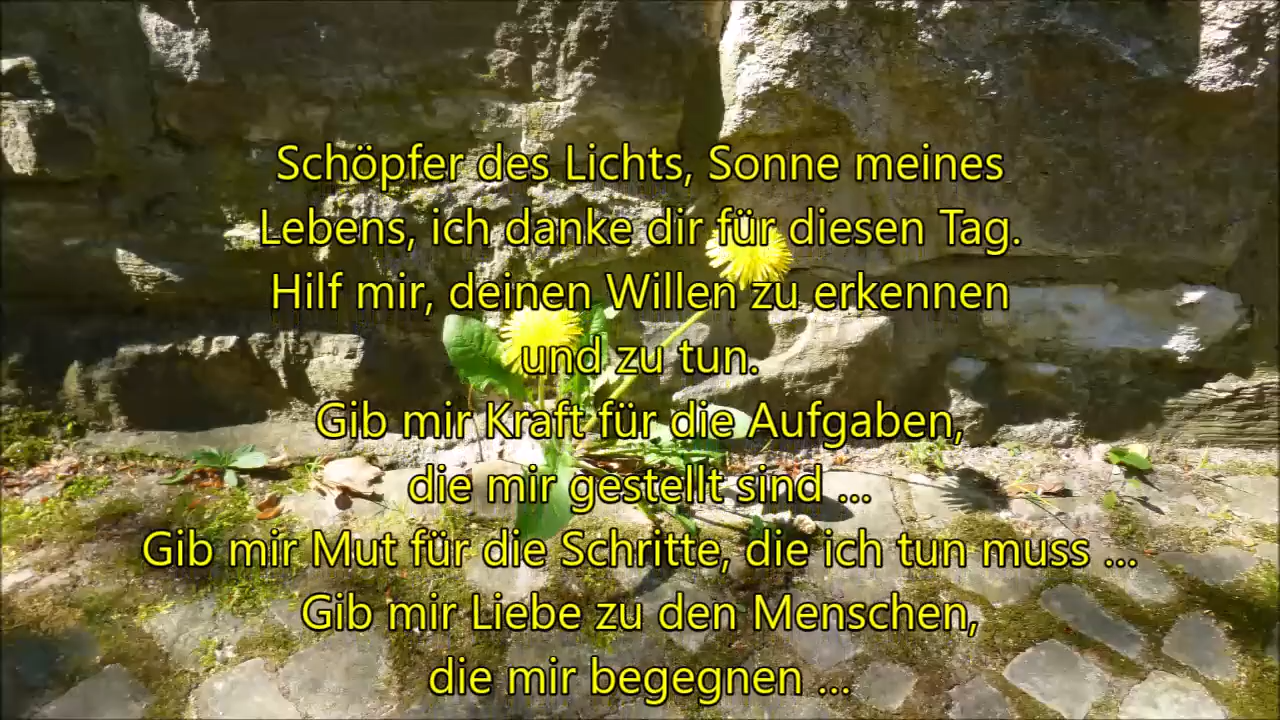 Schöpfer des Lichts, Sonne meines
Lebens, ich danke dir für diesen Tag.
Hilf mir, deinen Willen zu erkennen
und zu tun.
Gib mir Kraft für die Aufgaben,
die mir gestellt sind ...
Gib mir Mut für die Schritte, die ich tun muss ...
Gib mir Liebe zu den Menschen,
die mir begegnen ...